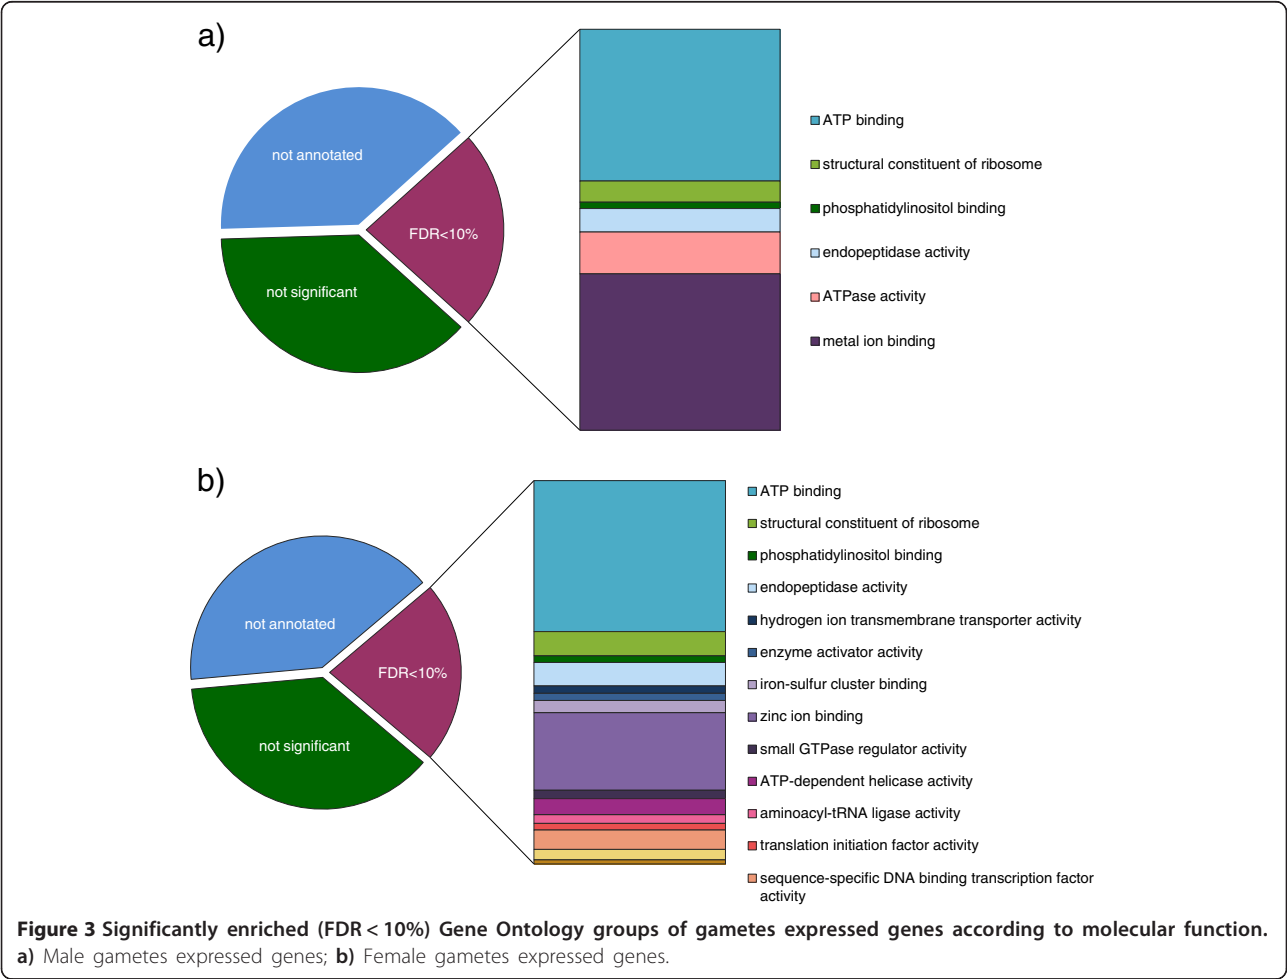 a)
not annotated
FDR<10%
not significant
ATP binding
structural constituent of ribosome
phosphatidylinositol binding
endopeptidase activity
ATPase activity
metal ion binding
b)
not annotated
FDR<10%
not significant
ATP binding
structural constituent of ribosome
phosphatidylinositol binding
endopeptidase activity
hydrogen ion transmembrane transporter activity
enzyme activator activity
iron-sulfur cluster binding
zinc ion binding
small GTPase regulator activity
ATP-dependent helicase activity
aminoacyl-tRNA ligase activity
translation initiation factor activity
sequence-specific DNA binding transcription factor
activity
Figure 3 Significantly enriched (FDR < 10%) Gene Ontology groups of gametes expressed genes according to molecular function.
a) Male gametes expressed genes; b) Female gametes expressed genes.